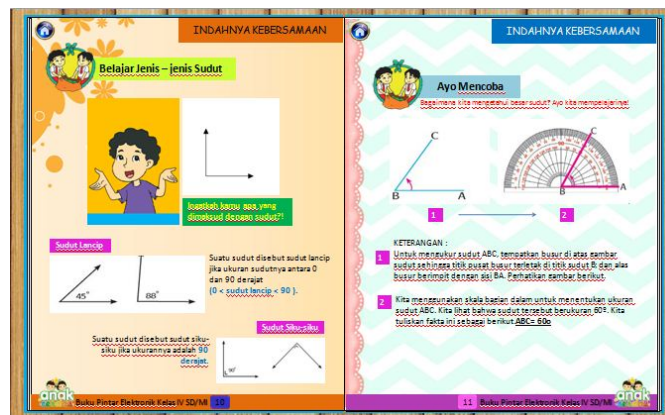 INDAHNYA KEBERSAMAAN
Belajar Jenis – jenis Sudut
Ingatkah kamu apa yang
dimaksud dengan sudut?!
Sudut Lancip
45°
88°
Suatu sudut disebut sudut lancip
jika ukuran sudutnya antara 0
dan 90 derajat
(0 < sudut lancip < 90 ).
Sudut Siku-siku
Suatu sudut disebut sudut siku-
siku jika ukurannya adalah 90
derajat.
90°
anak
Buku Pintar Elektronik Kelas IV SD/MI 10
INDAHNYA KEBERSAMAAN
Ayo Mencoba
Bagaimana kita mengetahui besar sudut? Ayo kita mempelajarinya!
C
B
A
C
B
A
1
2
KETERANGAN :
1 Untuk mengukur sudut ABC, tempatkan busur di atas gambar
sudut sehingga titik pusat busur terletak di titik sudut B dan alas
busur berimpit dengan sisi BA. Perhatikan gambar berikut.
2 Kita menggunakan skala bagian dalam untuk menentukan ukuran
sudut ABC. Kita lihat bahwa sudut tersebut berukuran 60º. Kita
tuliskan fakta ini sebagai berikut.ABC= 60o
11 Buku Pintar Elektronik Kelas IV SD/MI
anak